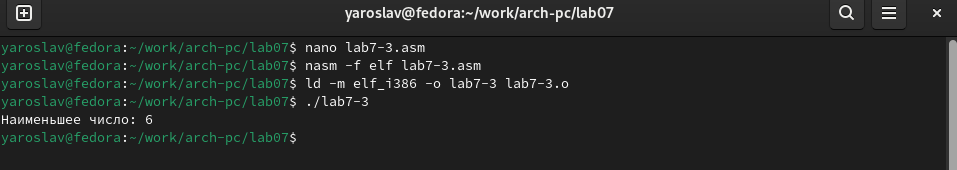 yaroslav@fedora:~/work/arch-pc/lab07
yaroslav@fedora:~/work/arch-pc/lab07$ nano lab7-3.asm
yaroslav@fedora:~/work/arch-pc/lab07$ nasm -f elf lab7-3.asm
yaroslav@fedora:~/work/arch-pc/lab07$ ld -m elf_i386 -o lab7-3 lab7-3.o
yaroslav@fedora:~/work/arch-pc/lab07$ ./lab7-3
Наименьшее число: 6
yaroslav@fedora:~/work/arch-pc/lab07$